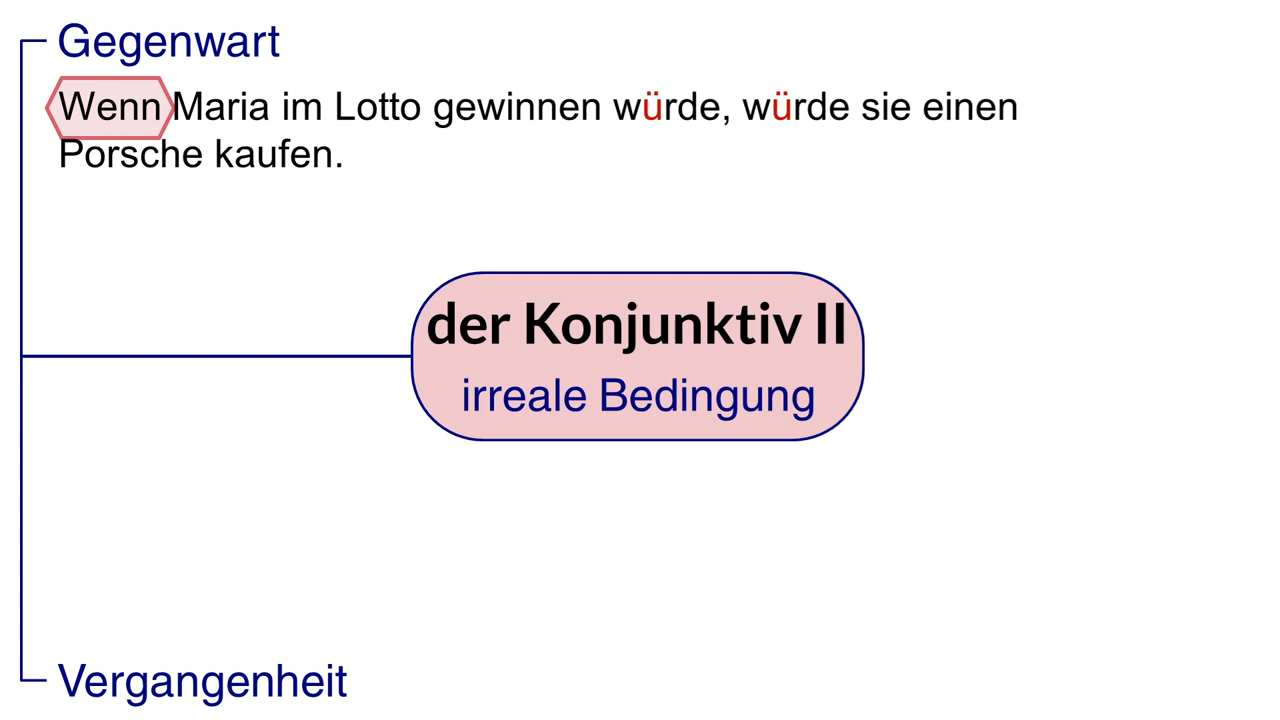 Gegenwart
Wenn Maria im Lotto gewinnen würde, würde sie einen
Porsche kaufen.
der Konjunktiv II
irreale Bedingung
Vergangenheit